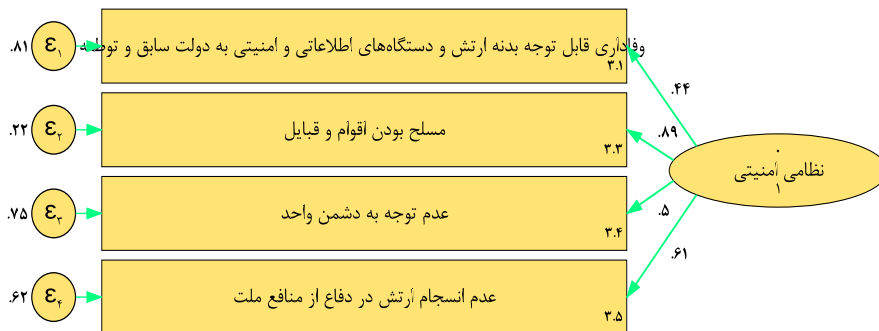 وفاداری قابل توجه بدنه ارتش و دستگاه‌های اطلاعاتی و امنیتی به دولت سابق و توطئه
۳.۱
ε۱
.۸۱
.۴۴
مسلح بودن اقوام و قبایل
۳.۳
ε۲
.۲۲
.۸۹
نظامی امنیتی
۰
۱
عدم توجه به دشمن واحد
۳.۴
ε۳
.۷۵
.۵
عدم انسجام ارتش در دفاع از منافع ملت
۳.۵
ε۴
.۶۲
.۶۱